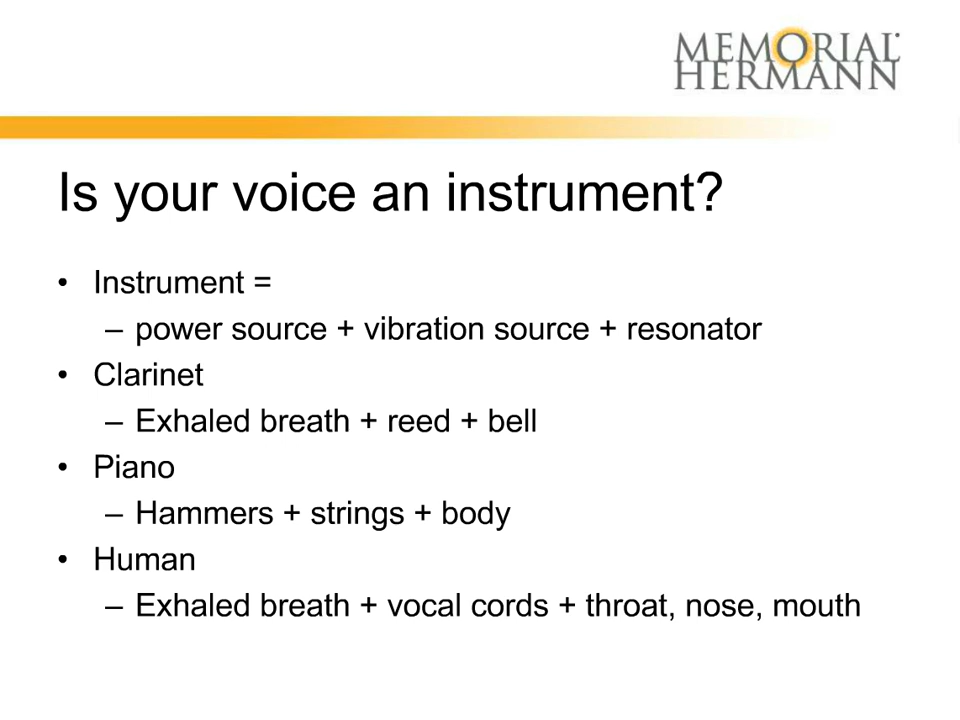 MEMORIAL
HERMANN
Is your voice an instrument?
• Instrument =
– power source + vibration source + resonator
• Clarinet
– Exhaled breath + reed + bell
• Piano
– Hammers + strings + body
• Human
– Exhaled breath + vocal cords + throat, nose, mouth